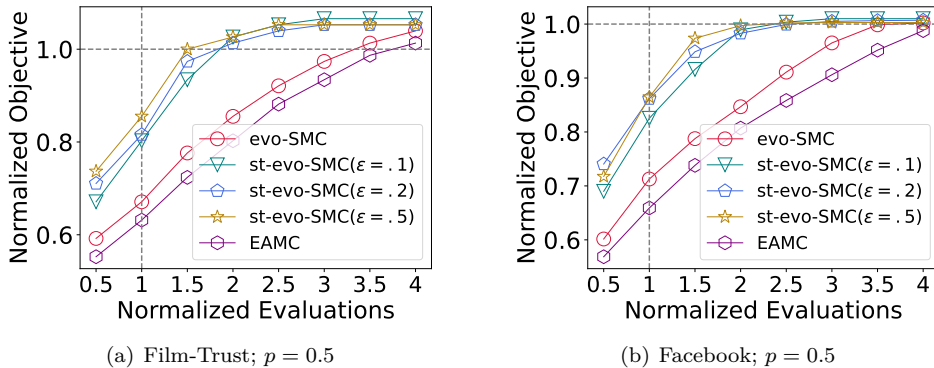 Normalized Objective
1.0
0.8
0.6
evo-SMC
st-evo-SMC(ε = .1)
st-evo-SMC(ε = .2)
st-evo-SMC(ε = .5)
EAMC
0.5 1 1.5 2 2.5 3 3.5 4
Normalized Evaluations
(a) Film-Trust; p = 0.5
Normalized Objective
1.0
0.9
0.8
0.7
0.6
evo-SMC
st-evo-SMC(ε = .1)
st-evo-SMC(ε = .2)
st-evo-SMC(ε = .5)
EAMC
0.5 1 1.5 2 2.5 3 3.5 4
Normalized Evaluations
(b) Facebook; p = 0.5